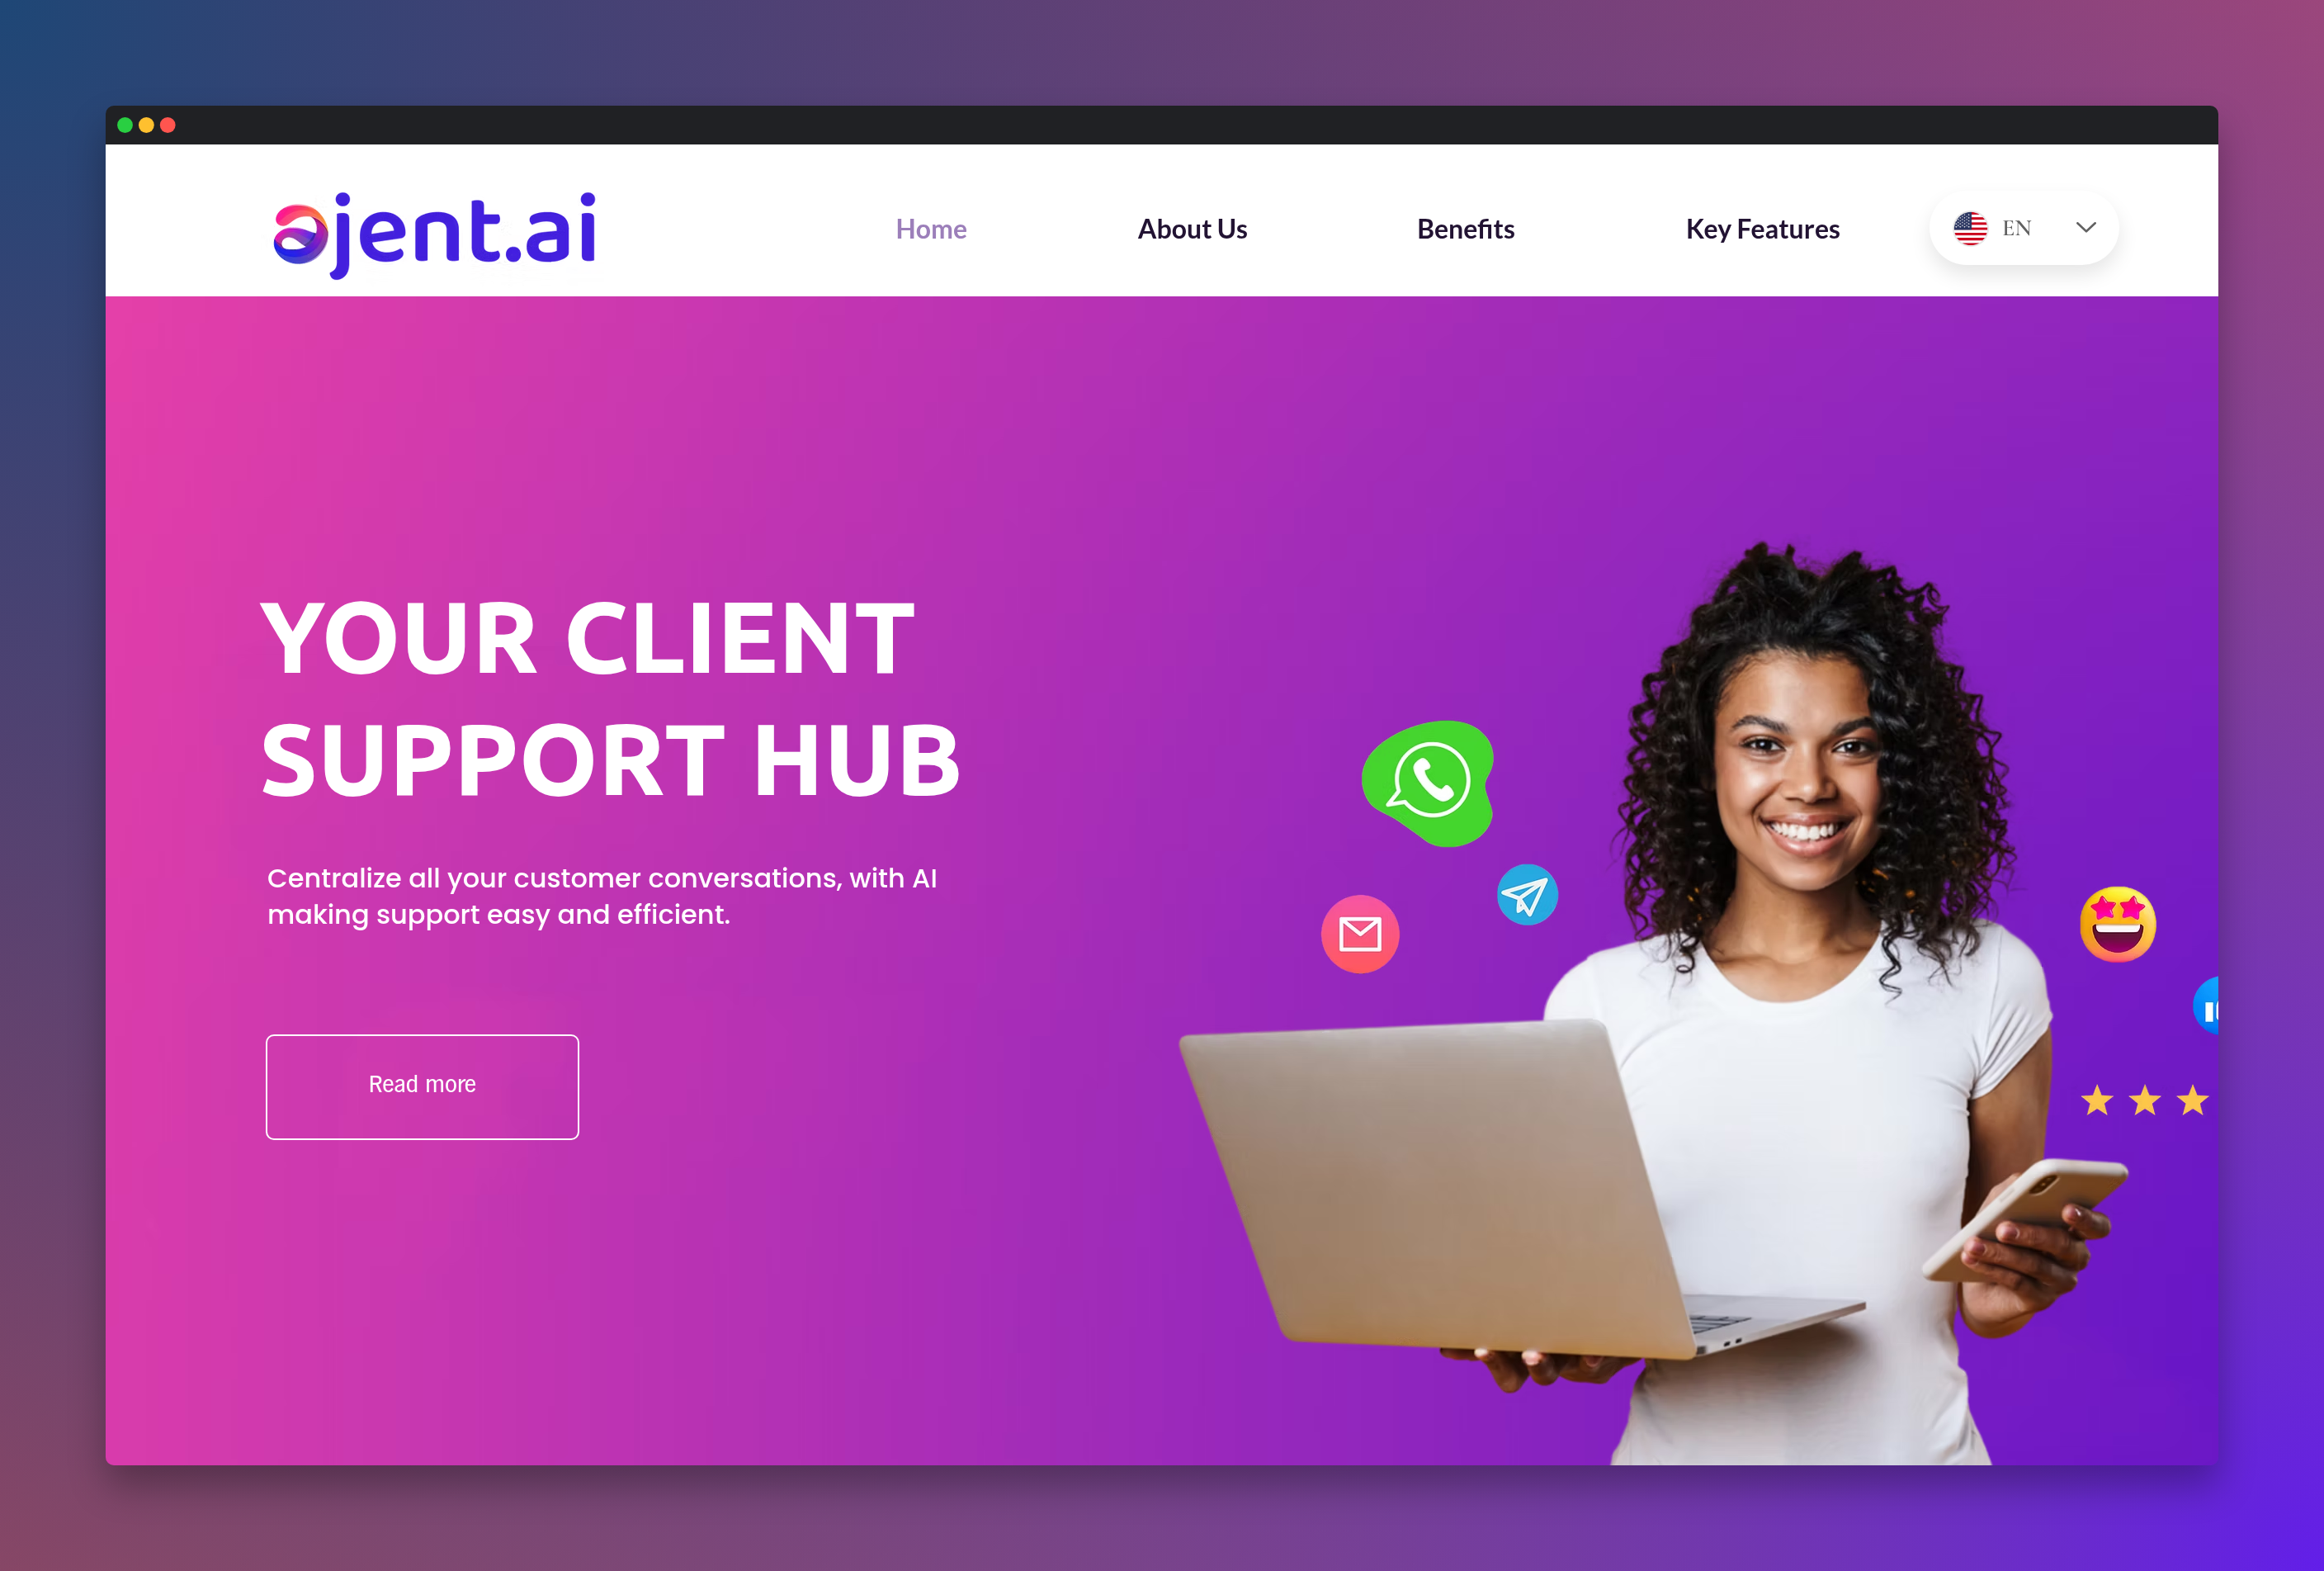 ajent.ai
Home
About Us
Benefits
Key Features
EN
YOUR CLIENT
SUPPORT HUB
Centralize all your customer conversations, with AI
making support easy and efficient.
Read more